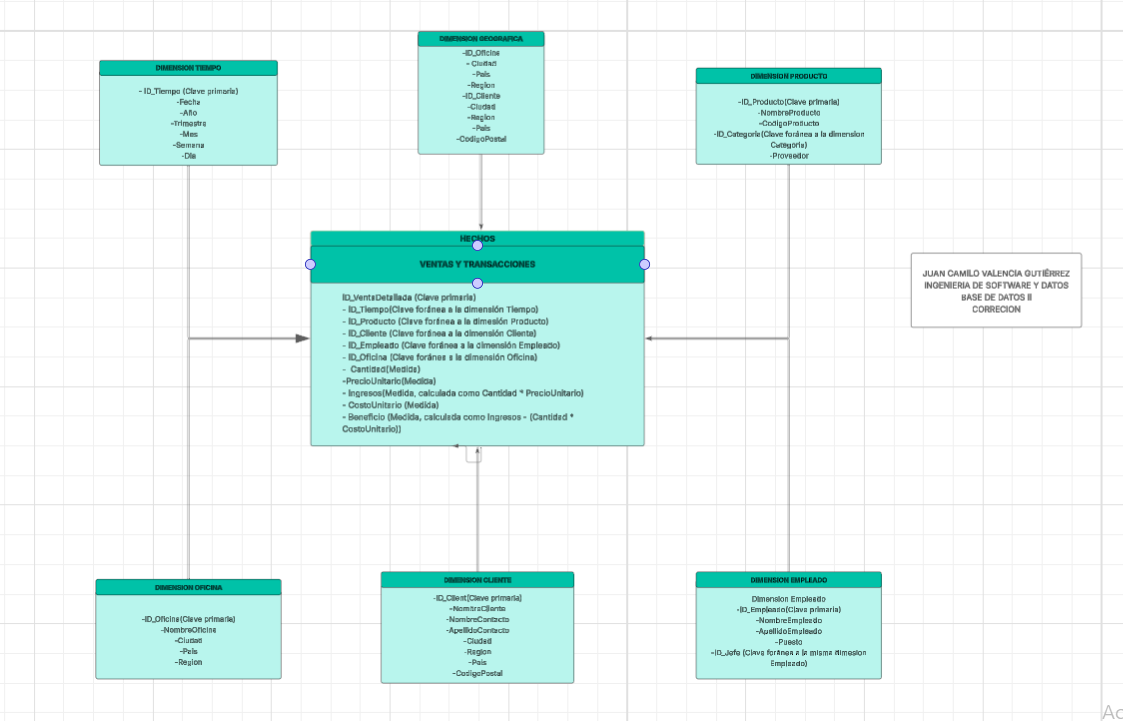 DIMENSION TIEMPO
- ID_Tiempo (Clave primaria)
-Fecha
-Año
-Trimestre
-Mes
-Semana
-Dia
DIMENSION GEOGRAFICA
-ID_Oficina
- Ciudad
-Pais
-Region
-ID_Cliente
-Ciudad
-Region
-Pais
-CodigoPostal
DIMENSION PRODUCTO
-ID_Producto(Clave primaria)
-NombreProducto
-CodigoProducto
-ID_Categoria(Clave foránea a la dimension
Categoria)
-Proveedor
HECHOS
VENTAS Y TRANSACCIONES
ID_VentaDetallada (Clave primaria)
- ID_Tiempo(Clave foránea a la dimensión Tiempo)
- ID_Producto (Clave foránea a la dimesión Producto)
- ID_Cliente (Clave foránea a la dimensión Cliente)
- ID_Empleado (Clave foránea a la dimensión Empleado)
- ID_Oficina (Clave foránea a la dimensión Oficina)
- Cantidad(Medida)
-PrecioUnitario(Medida)
- Ingresos(Medida, calculada como Cantidad * PrecioUnitario)
- CostoUnitario (Medida)
- Beneficio (Medida, calculada como Ingresos - (Cantidad *
CostoUnitario))
JUAN CAMILO VALENCIA GUTIÉRREZ
INGENIERIA DE SOFTWARE Y DATOS
BASE DE DATOS II
CORRECION
DIMENSION OFICINA
-ID_Oficina(Clave primaria)
-NombreOficina
-Ciudad
-Pais
-Region
DIMENSION CLIENTE
-ID_Client(Clave primaria)
-NombreCliente
-NombreContacto
-ApellidoContacto
-Ciudad
-Region
-Pais
-CodigoPostal
DIMENSION EMPLEADO
Dimension Empleado
-ID_Empleado(Clava primaria)
-NombreEmpleado
-ApellidoEmpleado
-Puesto
-ID_Jefe (Clave foránea a la misma dimesion
Empleado)
Ac